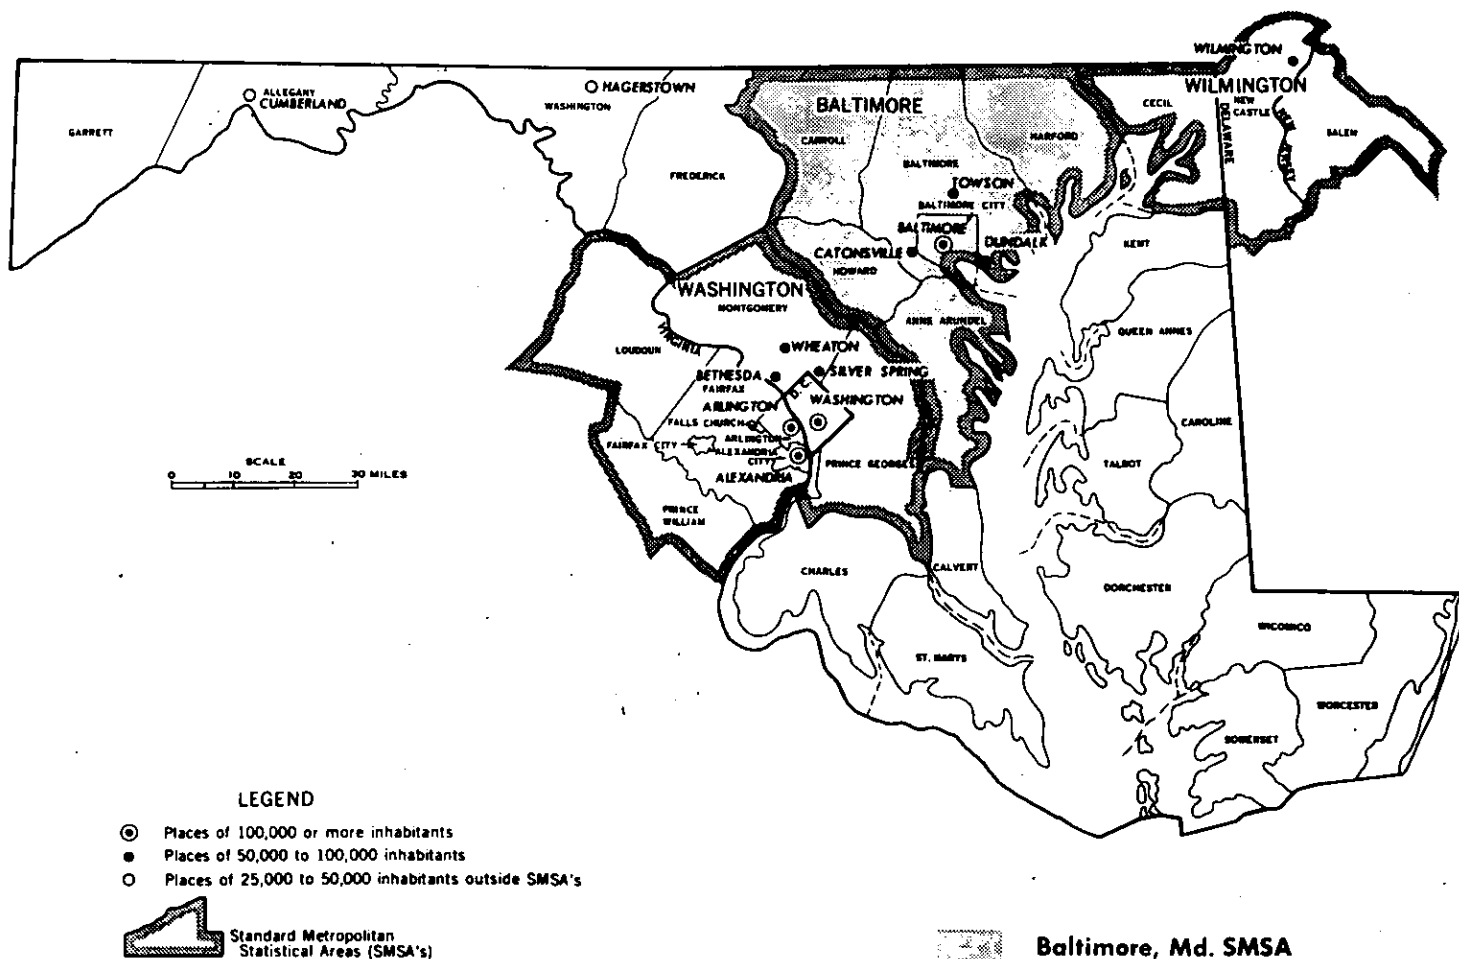 WILMINGTON
WILMINGTON
NEW CASTLE
DELAWARE
NEW JERSEY
SALEM
CECIL
HAGERSTOWN
ALLEGANY
CUMBERLAND
WASHINGTON
GARRETT
FREDERICK
BALTIMORE
CARROLL
HARFORD
BALTIMORE
TOWSON
BALTIMORE CITY
BALTIMORE
DUNDALK
CATONSVILLE
HOWARD
KENT
WASHINGTON
MONTGOMERY
ANNE ARUNDEL
QUEEN ANNES
VIRGINIA
LOUDOUN
WHEATON
BETHESDA
SILVER SPRING
FAIRFAX
D. C.
WASHINGTON
ARLINGTON
FALLS CHURCH
CAROLINE
FAIRFAX CITY
ARLINGTON
ALEXANDRIA
CITY
ALEXANDRIA
PRINCE GEORGES
TALBOT
PRINCE
WILLIAM
SCALE
0 10 20 30 MILES
CHARLES
CALVERT
DORCHESTER
WICOMICO
ST. MARYS
WORCESTER
SOMERSET
LEGEND
Places of 100,000 or more inhabitants
Places of 50,000 to 100,000 inhabitants
Places of 25,000 to 50,000 inhabitants outside SMSA's
Standard Metropolitan
Statistical Areas (SMSA's)
Baltimore, Md. SMSA